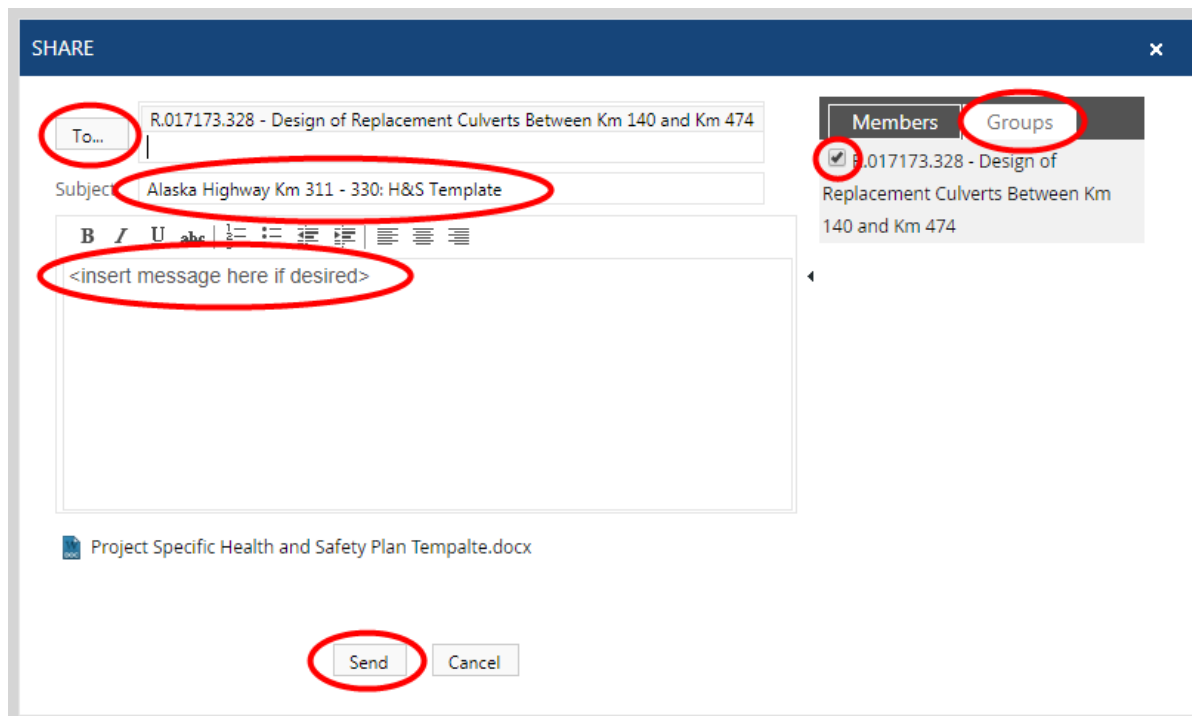 SHARE
×
To...
R.017173.328 - Design of Replacement Culverts Between Km 140 and Km 474
Subject
Alaska Highway Km 311 - 330: H&S Template
B I U abc
<insert message here if desired>
Project Specific Health and Safety Plan Tempalte.docx
Send Cancel
Members Groups
R.017173.328 - Design of
Replacement Culverts Between Km
140 and Km 474